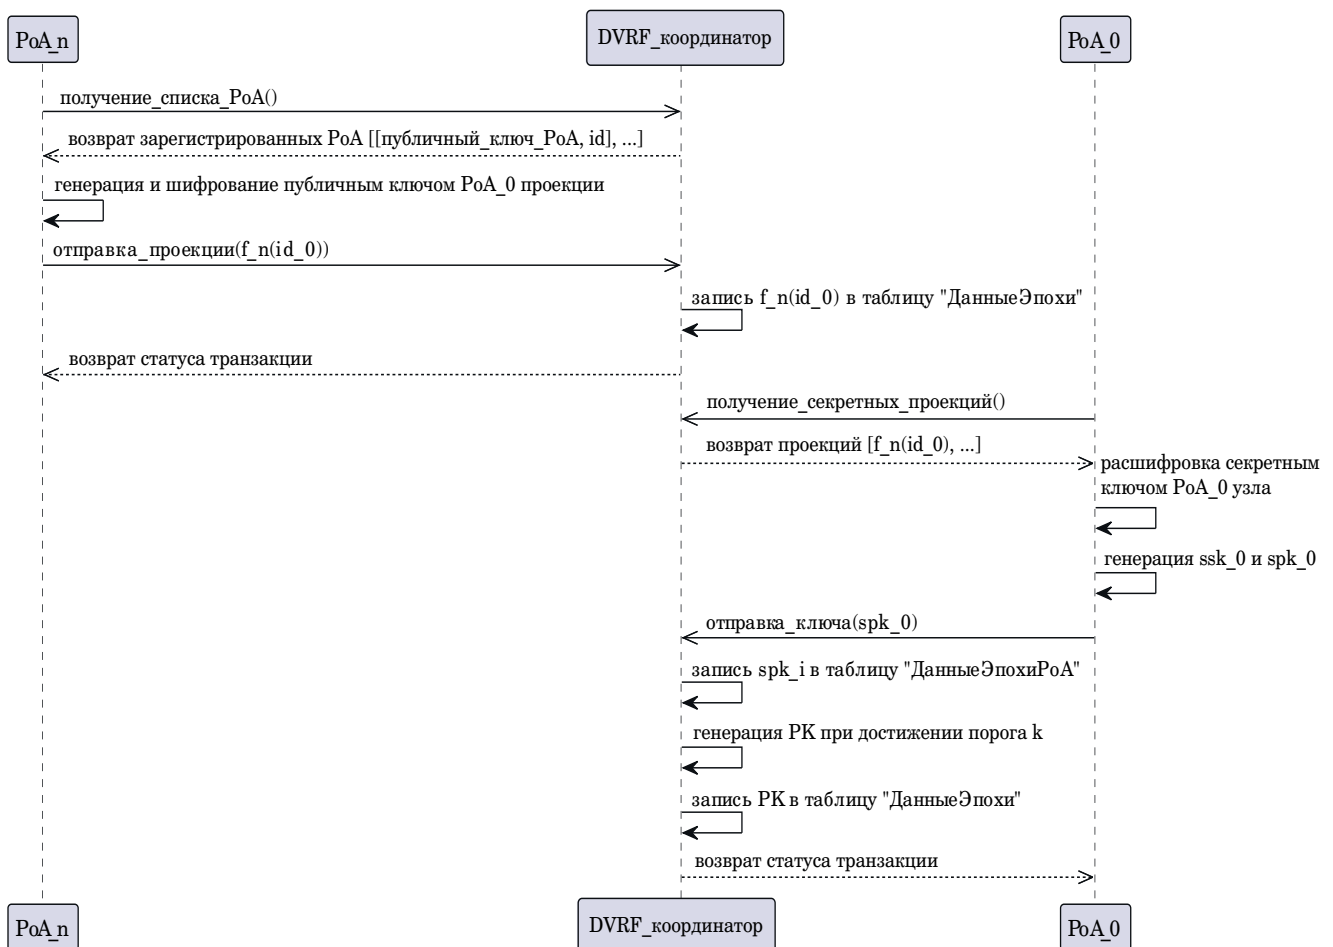 PoA_n
DVRF_координатор
PoA_0
получение_списка_PoA()
возврат зарегистрированных PoA [[публичный_ключ_PoA, id], ...]
генерация и шифрование публичным ключом PoA_0 проекции
отправка_проекции(f_n(id_0))
запись f_n(id_0) в таблицу "ДанныеЭпохи"
возврат статуса транзакции
получение_секретных_проекций()
возврат проекций [f_n(id_0), ...]
расшифровка секретным
ключом PoA_0 узла
генерация ssk_0 и spk_0
отправка_ключа(spk_0)
запись spk_i в таблицу "ДанныеЭпохиPoA"
генерация PK при достижении порога k
запись PK в таблицу "ДанныеЭпохи"
возврат статуса транзакции
PoA_n
DVRF_координатор
PoA_0